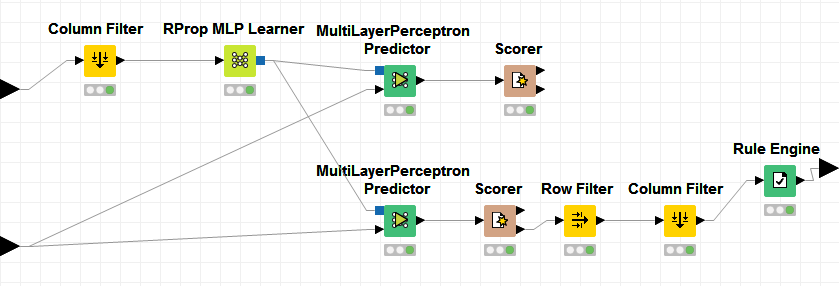 Column Filter
RProp MLP Learner
MultiLayerPerceptron
Predictor
Scorer
MultiLayerPerceptron
Predictor
Scorer
Row Filter
Column Filter
Rule Engine